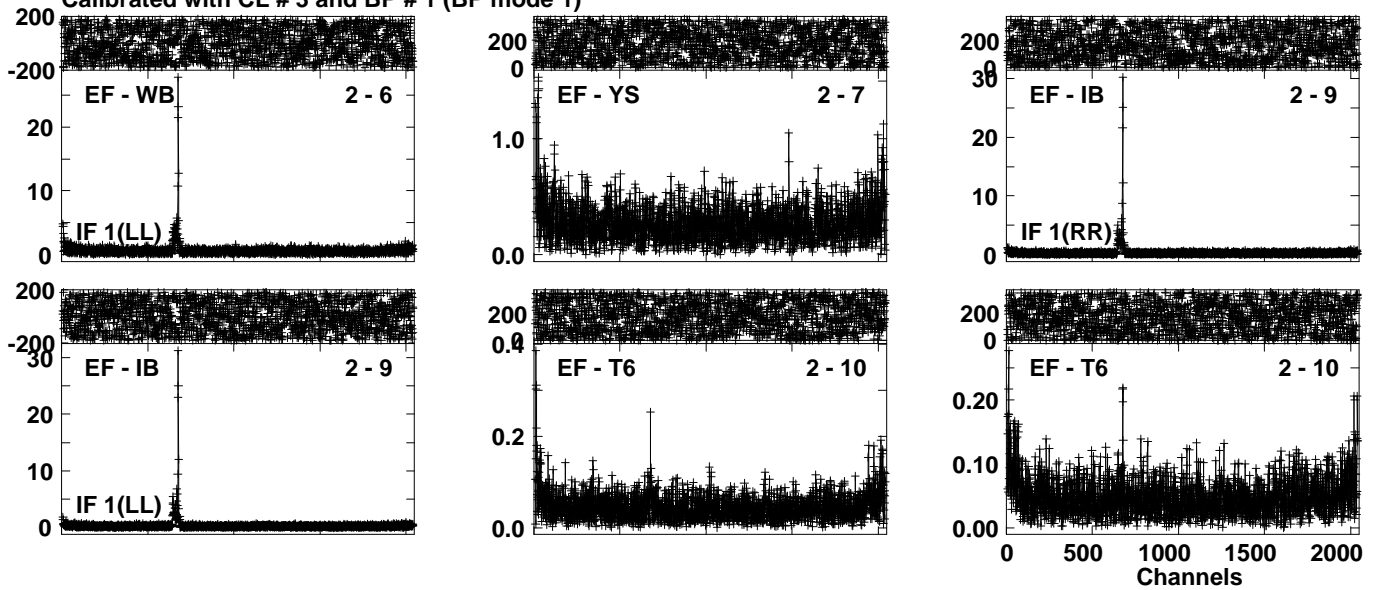 Calibrated with CL # 3 and BP # 1 (BP mode 1)
200
-200
EF - WB 2 - 6
20
10
0
IF 1(LL)
200
0
EF - YS 2 - 7
1.0
0.0
200
0
30
EF - IB 2 - 9
20
10
0
IF 1(RR)
200
-200
30
EF - IB 2 - 9
20
10
0
IF 1(LL)
200
0
0.4
EF - T6 2 - 10
0.2
0.0
200
0
EF - T6 2 - 10
0.20
0.10
0.00
0 500 1000 1500 2000
Channels